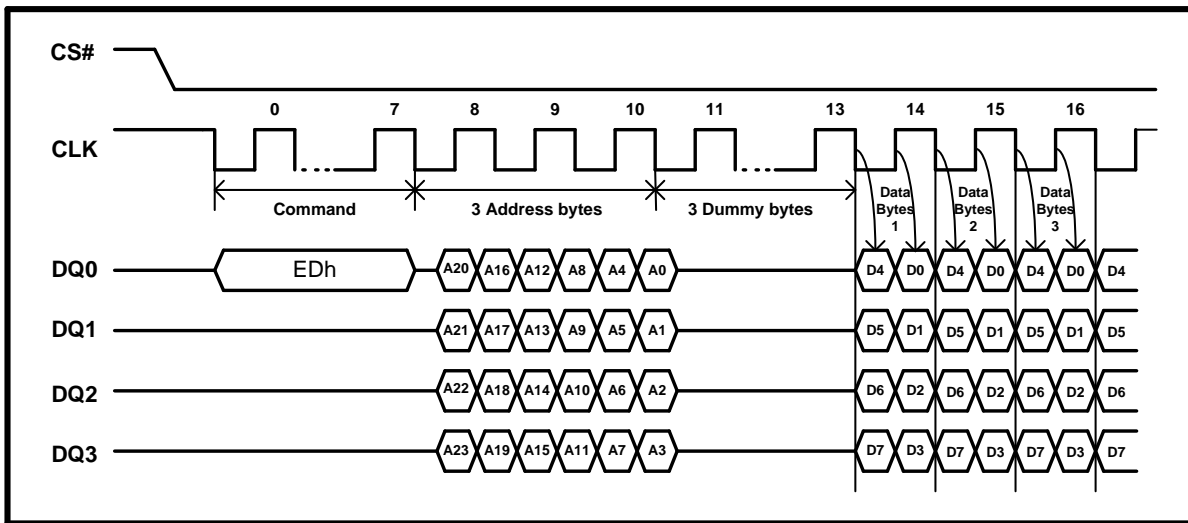 CS#
0 7 8 9 10 11 13 14 15 16
CLK
Command 3 Address bytes 3 Dummy bytes
Data Bytes 1
Data Bytes 2
Data Bytes 3
DQ0 EDh A20 A16 A12 A8 A4 A0 D4 D0 D4 D0 D4 D0 D4
DQ1 A21 A17 A13 A9 A5 A1 D5 D1 D5 D1 D5 D1 D5
DQ2 A22 A18 A14 A10 A6 A2 D6 D2 D6 D2 D6 D2 D6
DQ3 A23 A19 A15 A11 A7 A3 D7 D3 D7 D3 D7 D3 D7